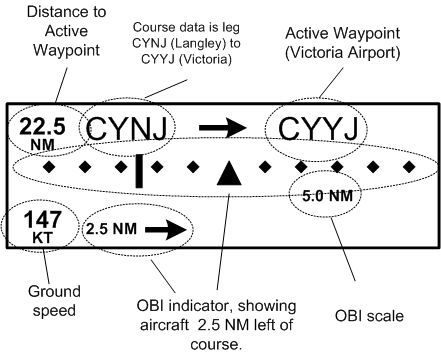 Distance to
Active
Waypoint
Course data is leg
CYNJ (Langley) to
CYYJ (Victoria)
Active Waypoint
(Victoria Airport)
22.5
NM
CYNJ
CYYJ
5.0 NM
147
KT
2.5 NM
Ground
speed
OBI indicator, showing
aircraft 2.5 NM left of
course.
OBI scale